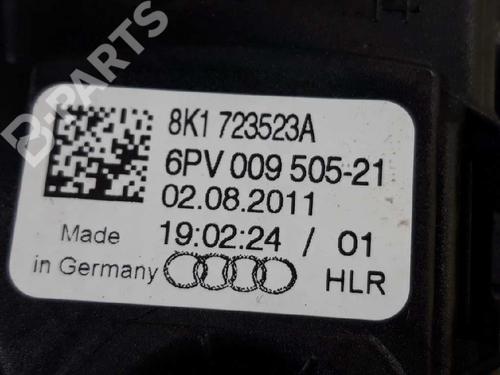 B-PARTS
8K1 723523A
6PV 009 505-21
02.08.2011
Made 19:02:24 / 01
in Germany HLR